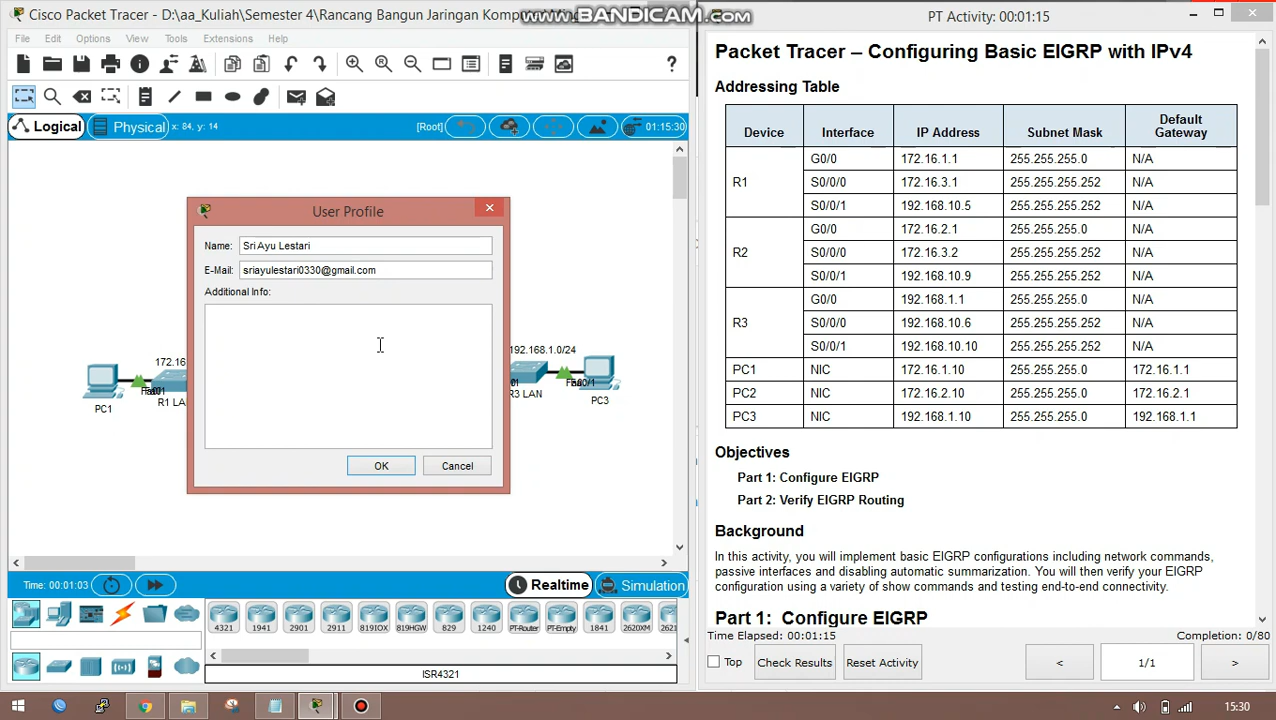 Cisco Packet Tracer - D:\aa_Kuliah\Semester 4\Rancang Bangun Jaringan Komp
www.BANDICAM.com
PT Activity: 00:01:15
File Edit Options View Tools Extensions Help
?
Logical
Physical
x: 84, y: 14
[Root]
01:15:30
User Profile
Name:
Sri Ayu Lestari
E-Mail:
sriayulestari0330@gmail.com
Additional Info:
OK
Cancel
172.16
192.168.1.0/24
PC1
R1 LA
R3 LAN
PC3
Time: 00:01:03
Realtime
Simulation
4321 1941 2901 2911 819IOX 819HGW 829 1240 PT-Router PT-Empty 1841 2620XM 2621
ISR4321
Packet Tracer – Configuring Basic EIGRP with IPv4
Addressing Table
Device Interface IP Address Subnet Mask Default Gateway
R1 G0/0 172.16.1.1 255.255.255.0 N/A
S0/0/0 172.16.3.1 255.255.255.252 N/A
S0/0/1 192.168.10.5 255.255.255.252 N/A
R2 G0/0 172.16.2.1 255.255.255.0 N/A
S0/0/0 172.16.3.2 255.255.255.252 N/A
S0/0/1 192.168.10.9 255.255.255.252 N/A
R3 G0/0 192.168.1.1 255.255.255.0 N/A
S0/0/0 192.168.10.6 255.255.255.252 N/A
S0/0/1 192.168.10.10 255.255.255.252 N/A
PC1 NIC 172.16.1.10 255.255.255.0 172.16.1.1
PC2 NIC 172.16.2.10 255.255.255.0 172.16.2.1
PC3 NIC 192.168.1.10 255.255.255.0 192.168.1.1
Objectives
Part 1: Configure EIGRP
Part 2: Verify EIGRP Routing
Background
In this activity, you will implement basic EIGRP configurations including network commands,
passive interfaces and disabling automatic summarization. You will then verify your EIGRP
configuration using a variety of show commands and testing end-to-end connectivity.
Part 1: Configure EIGRP
Time Elapsed: 00:01:15
Completion: 0/80
Top
Check Results
Reset Activity
<
1/1
>
15:30